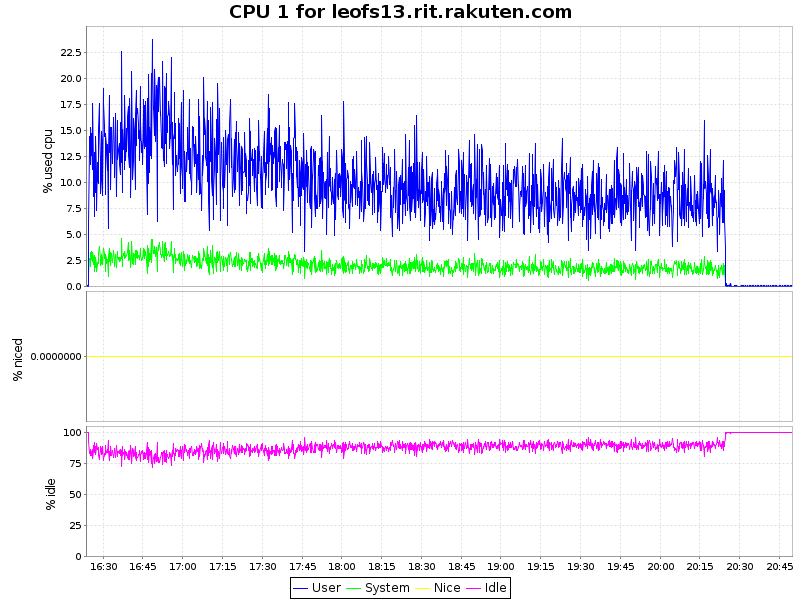 CPU 1 for leofs13.rit.rakuten.com
% used cpu
22.5
20.0
17.5
15.0
12.5
10.0
7.5
5.0
2.5
0.0
% niced
0.0000000
% idle
100
75
50
25
0
16:30 16:45 17:00 17:15 17:30 17:45 18:00 18:15 18:30 18:45 19:00 19:15 19:30 19:45 20:00 20:15 20:30 20:45
User System Nice Idle